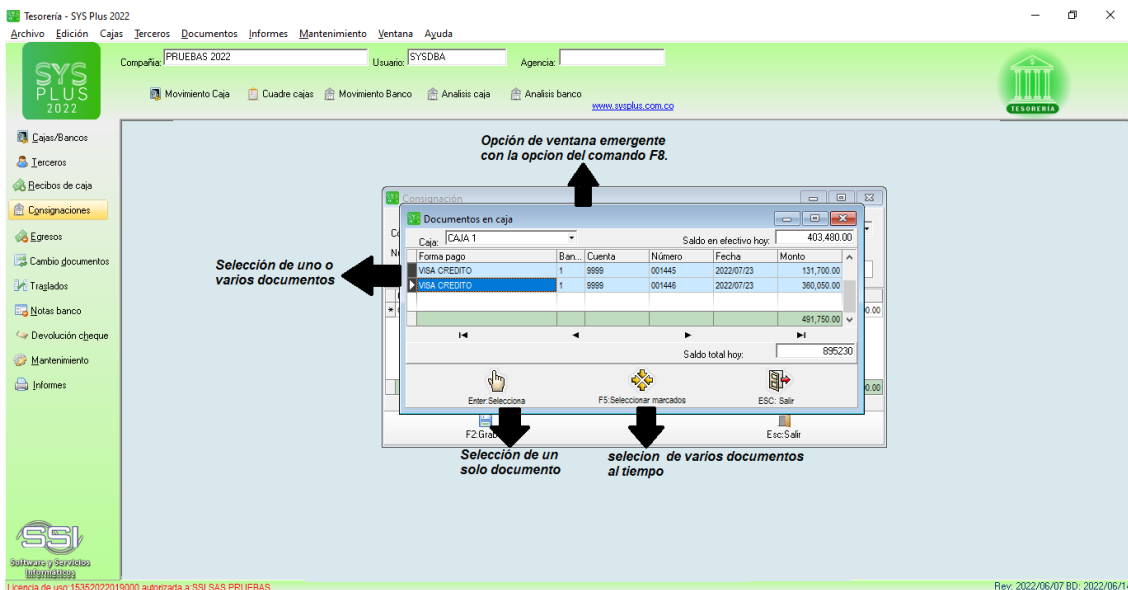 Tesorería - SYS Plus 2022
Archivo Edición Cajas Terceros Documentos Informes Mantenimiento Ventana Ayuda
SYS
PLUS
2022
Compañia: PRUEBAS 2022 Usuario: SYSDBA Agencia:
Movimiento Caja Cuadre cajas Movimiento Banco Analisis caja Analisis banco
www.sysplus.com.co
TESORERÍA
Cajas/Bancos
Terceros
Recibos de caja
Consignaciones
Egresos
Cambio documentos
Traslados
Notas banco
Devolución cheque
Mantenimiento
Informes
Opción de ventana emergente
con la opcion del comando F8.
Consignación
Documentos en caja
Caja: CAJA 1 Saldo en efectivo hoy: 403,480.00
Forma pago Ban... Cuenta Número Fecha Monto
VISA CREDITO 1 9999 001445 2022/07/23 131,700.00
VISA CREDITO 1 9999 001446 2022/07/23 360,050.00
491,750.00
Saldo total hoy: 895230
Enter:Selecciona F5:Seleccionar marcados ESC: Salir
Selección de uno o
varios documentos
F2:Grab Esc:Salir
Selección de un
solo documento
selecion de varios documentos
al tiempo
SSI
Software y Servicios
Informáticos
Licencia de uso:15352022019000 autorizada a:SSI SAS PRUEBAS
Rev: 2022/06/07 BD: 2022/06/14